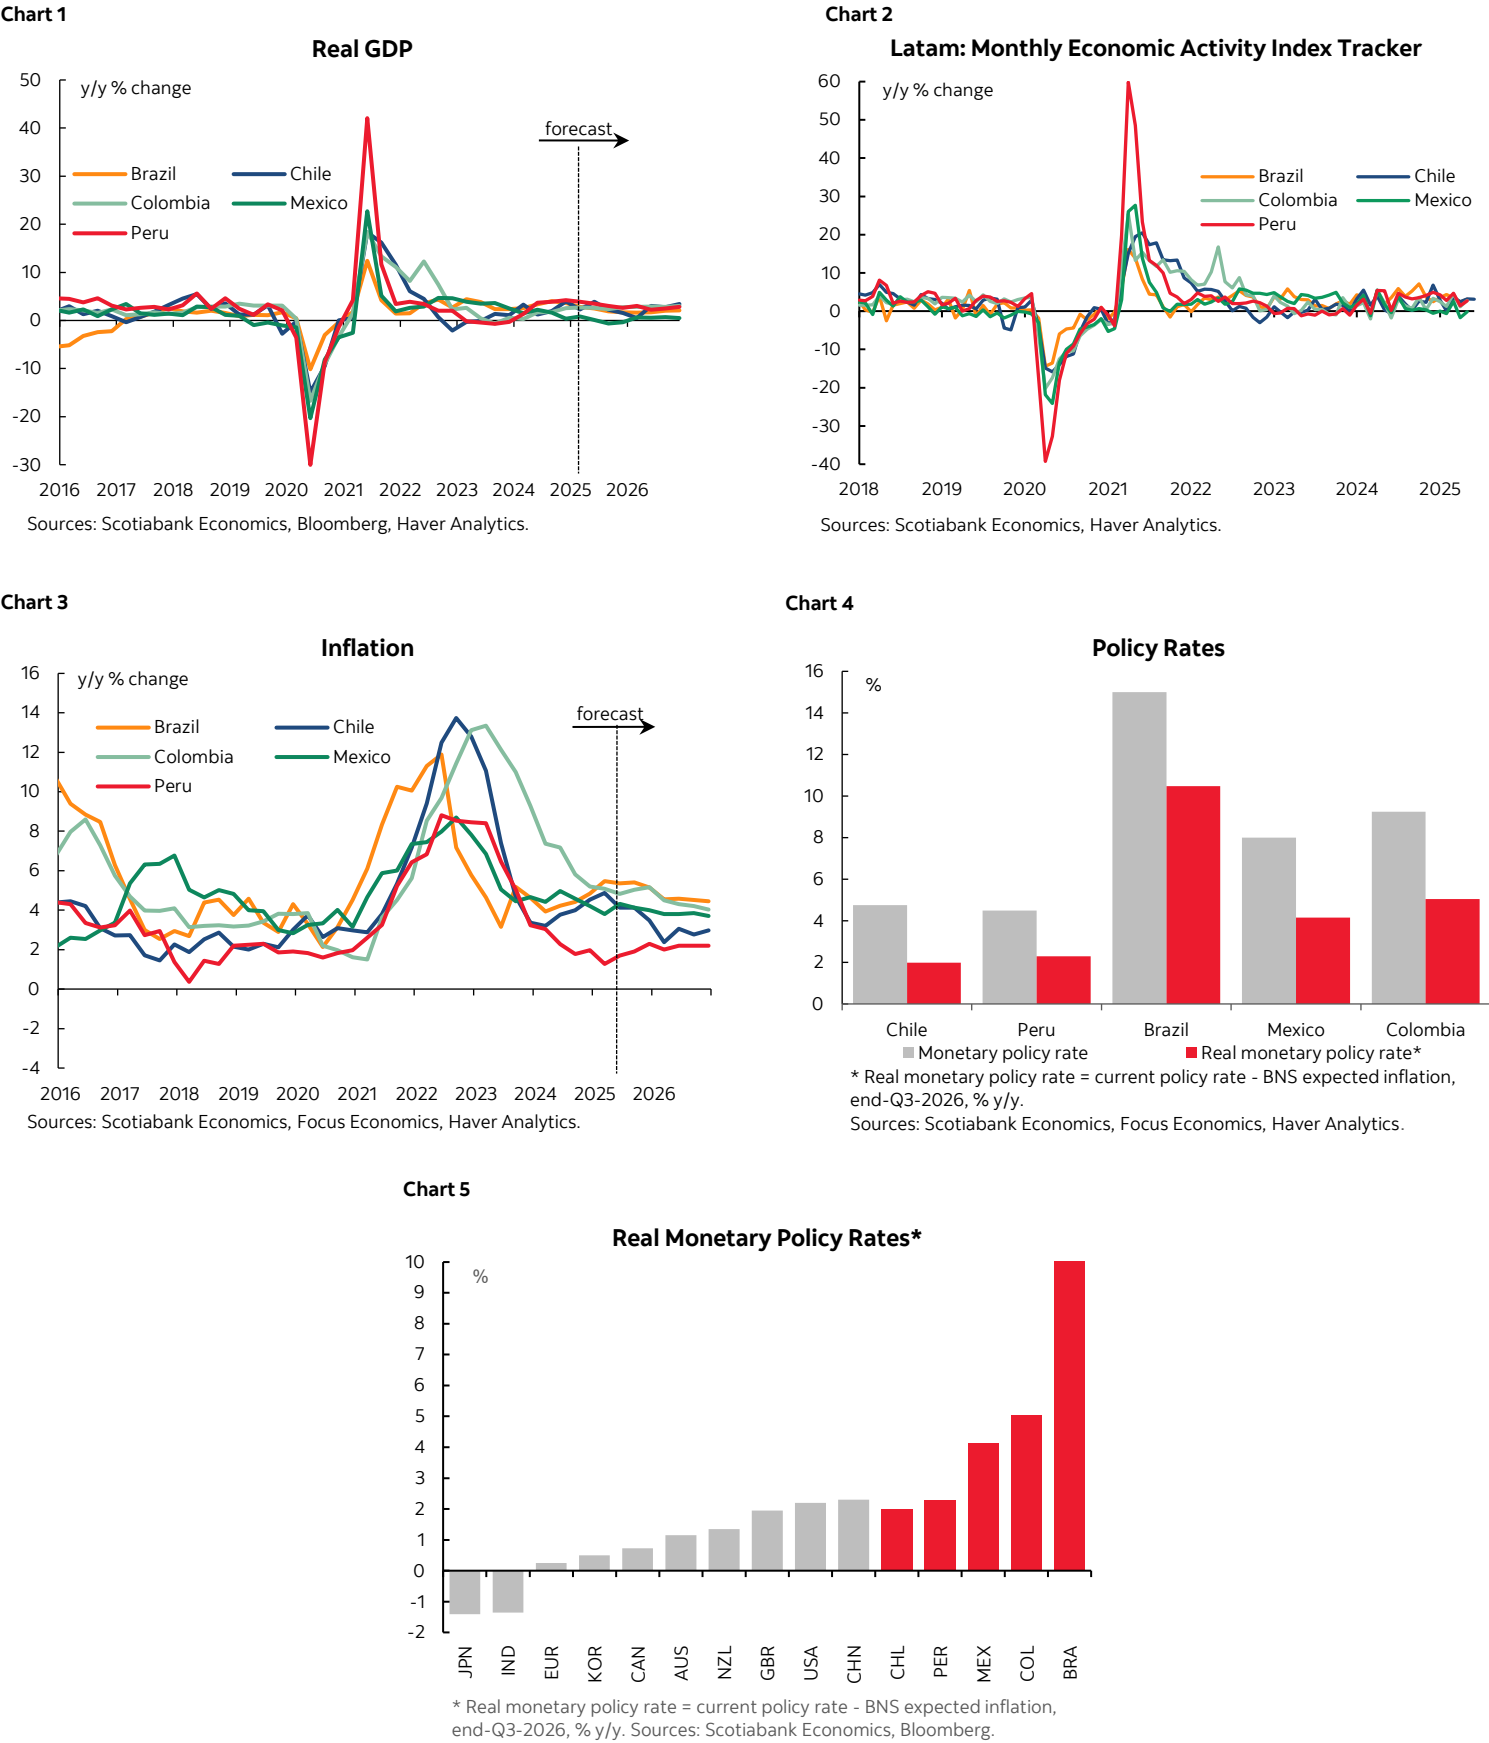 Chart 1
Real GDP
y/y % change
50
40
30
20
10
0
-10
-20
-30
forecast
Brazil
Chile
Colombia
Mexico
Peru
2016 2017 2018 2019 2020 2021 2022 2023 2024 2025 2026
Sources: Scotiabank Economics, Bloomberg, Haver Analytics.
Chart 2
Latam: Monthly Economic Activity Index Tracker
y/y % change
60
50
40
30
20
10
0
-10
-20
-30
-40
Brazil
Chile
Colombia
Mexico
Peru
2018 2019 2020 2021 2022 2023 2024 2025
Sources: Scotiabank Economics, Haver Analytics.
Chart 3
Inflation
y/y % change
16
14
12
10
8
6
4
2
0
-2
-4
forecast
Brazil
Chile
Colombia
Mexico
Peru
2016 2017 2018 2019 2020 2021 2022 2023 2024 2025 2026
Sources: Scotiabank Economics, Focus Economics, Haver Analytics.
Chart 4
Policy Rates
%
16
14
12
10
8
6
4
2
0
Chile Peru Brazil Mexico Colombia
Monetary policy rate
Real monetary policy rate*
* Real monetary policy rate = current policy rate - BNS expected inflation,
end-Q3-2026, % y/y.
Sources: Scotiabank Economics, Focus Economics, Haver Analytics.
Chart 5
Real Monetary Policy Rates*
%
10
9
8
7
6
5
4
3
2
1
0
-1
-2
JPN
IND
EUR
KOR
CAN
AUS
NZL
GBR
USA
CHN
CHL
PER
MEX
COL
BRA
* Real monetary policy rate = current policy rate - BNS expected inflation,
end-Q3-2026, % y/y. Sources: Scotiabank Economics, Bloomberg.